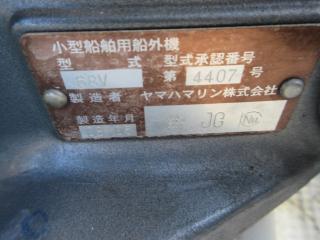 小型船舶用船外機
型 式 6BV 型式承認番号
第 4407 号
製造者 ヤマハマリン株式会社
製造年月 JG